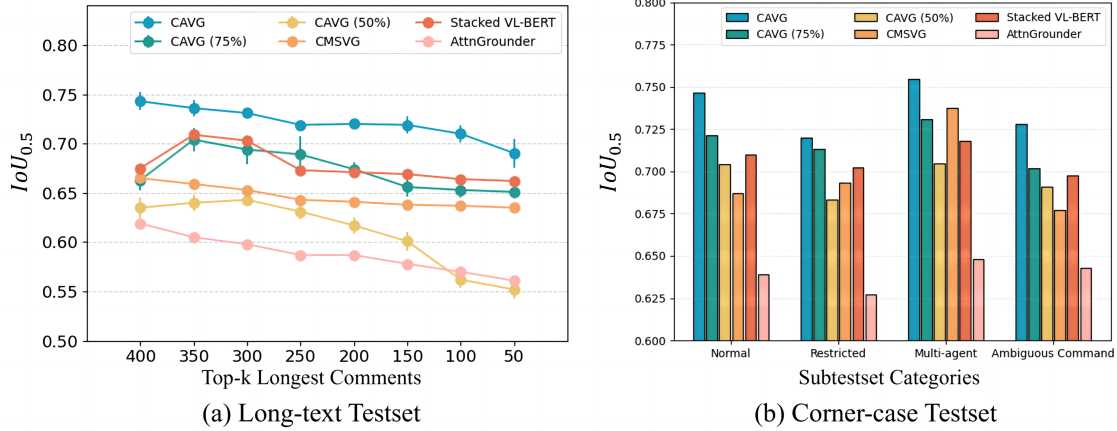 CAVG
CAVG (75%)
CAVG (50%)
CMSVG
Stacked VL-BERT
AttnGrounder
0.80
0.75
0.70
0.65
0.60
0.55
0.50
IoU0.5
400 350 300 250 200 150 100 50
Top-k Longest Comments
(a) Long-text Testset
CAVG
CAVG (75%)
CAVG (50%)
CMSVG
Stacked VL-BERT
AttnGrounder
0.800
0.775
0.750
0.725
0.700
0.675
0.650
0.625
0.600
IoU0.5
Normal Restricted Multi-agent Ambiguous Command
Subtestset Categories
(b) Corner-case Testset